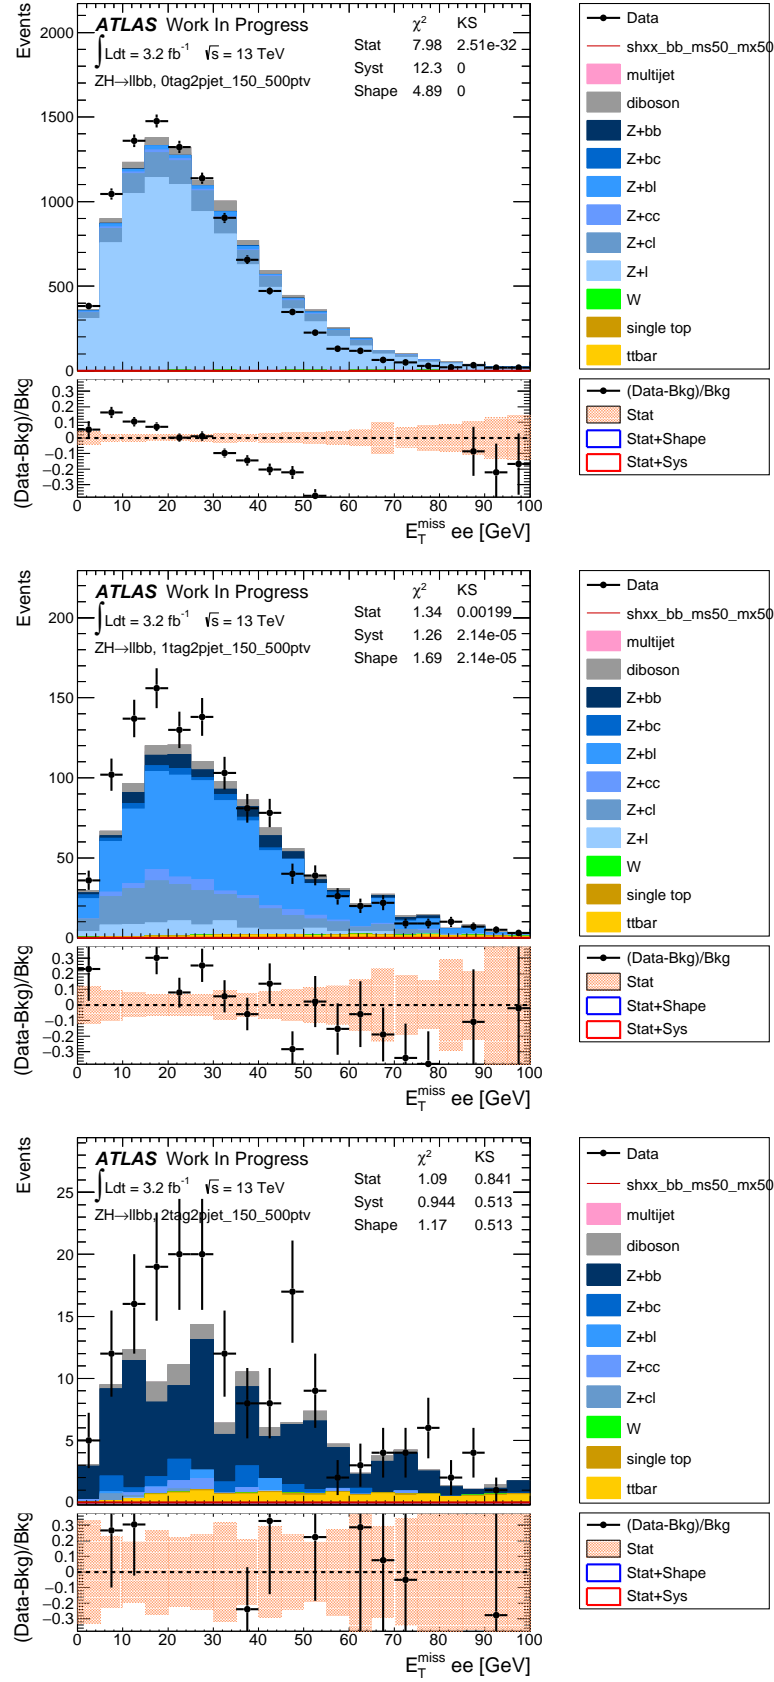 Events
2000
1500
1000
500
0
ATLAS Work In Progress
∫Ldt = 3.2 fb⁻¹ √s = 13 TeV
ZH→llbb, 0tag2pjet_150_500ptv
χ² KS
Stat 7.98 2.51e-32
Syst 12.3 0
Shape 4.89 0
Data
shxx_bb_ms50_mx50
multijet
diboson
Z+bb
Z+bc
Z+bl
Z+cc
Z+cl
Z+l
W
single top
ttbar
(Data-Bkg)/Bkg
0.3
0.2
0.1
0
−0.1
−0.2
−0.3
0 10 20 30 40 50 60 70 80 90 100
E_T^miss ee [GeV]
(Data-Bkg)/Bkg
Stat
Stat+Shape
Stat+Sys
Events
200
150
100
50
0
ATLAS Work In Progress
∫Ldt = 3.2 fb⁻¹ √s = 13 TeV
ZH→llbb, 1tag2pjet_150_500ptv
χ² KS
Stat 1.34 0.00199
Syst 1.26 2.14e-05
Shape 1.69 2.14e-05
Data
shxx_bb_ms50_mx50
multijet
diboson
Z+bb
Z+bc
Z+bl
Z+cc
Z+cl
Z+l
W
single top
ttbar
(Data-Bkg)/Bkg
0.3
0.2
0.1
0
−0.1
−0.2
−0.3
0 10 20 30 40 50 60 70 80 90 100
E_T^miss ee [GeV]
(Data-Bkg)/Bkg
Stat
Stat+Shape
Stat+Sys
Events
25
20
15
10
5
0
ATLAS Work In Progress
∫Ldt = 3.2 fb⁻¹ √s = 13 TeV
ZH→llbb, 2tag2pjet_150_500ptv
χ² KS
Stat 1.09 0.841
Syst 0.944 0.513
Shape 1.17 0.513
Data
shxx_bb_ms50_mx50
multijet
diboson
Z+bb
Z+bc
Z+bl
Z+cc
Z+cl
W
single top
ttbar
(Data-Bkg)/Bkg
0.3
0.2
0.1
0
−0.1
−0.2
−0.3
0 10 20 30 40 50 60 70 80 90 100
E_T^miss ee [GeV]
(Data-Bkg)/Bkg
Stat
Stat+Shape
Stat+Sys